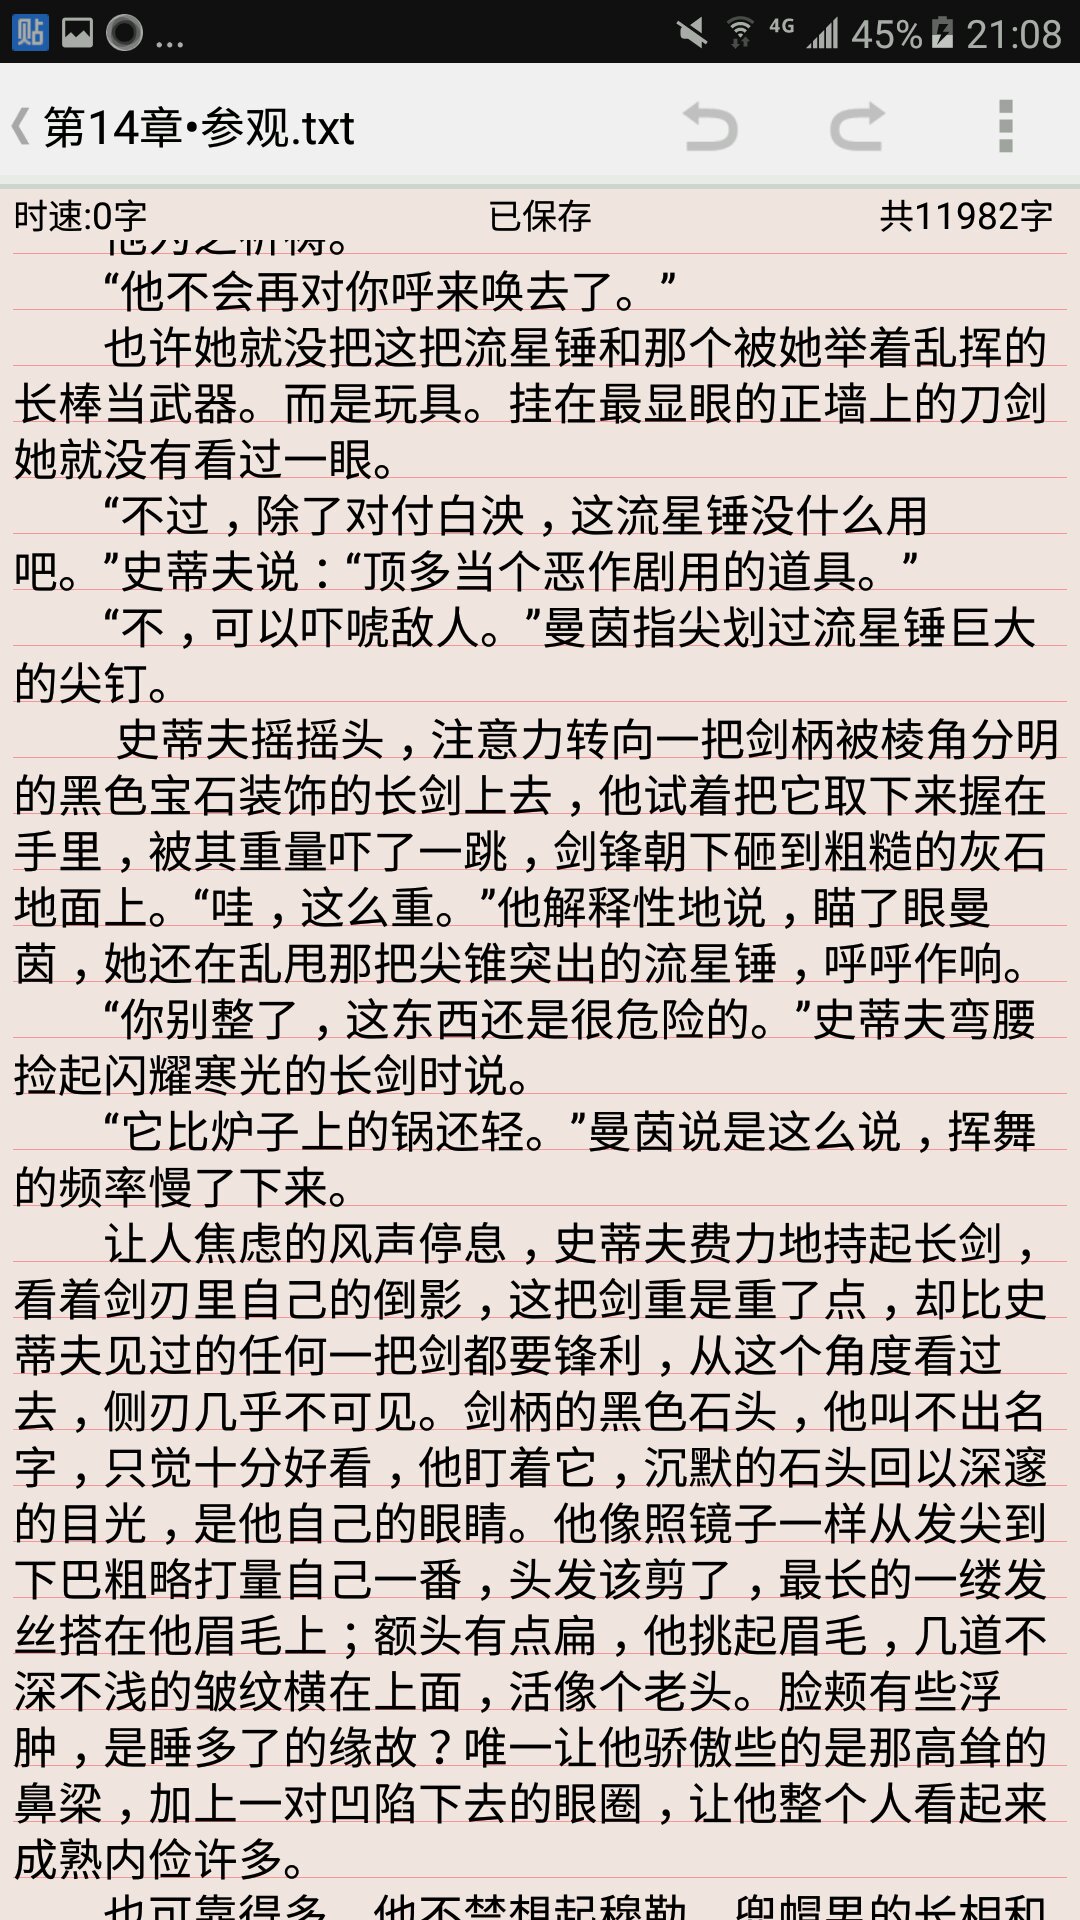 贴 ... 4G 45% 21:08
第14章•参观.txt
时速:0字 已保存 共11982字
他为之祈祷。
“他不会再对你呼来唤去了。”
也许她就没把这把流星锤和那个被她举着乱挥的
长棒当武器。而是玩具。挂在最显眼的正墙上的刀剑
她就没有看过一眼。
“不过，除了对付白泱，这流星锤没什么用
吧。”史蒂夫说：“顶多当个恶作剧用的道具。”
“不，可以吓唬敌人。”曼茵指尖划过流星锤巨大
的尖钉。
史蒂夫摇摇头，注意力转向一把剑柄被棱角分明
的黑色宝石装饰的长剑上去，他试着把它取下来握在
手里，被其重量吓了一跳，剑锋朝下砸到粗糙的灰石
地面上。“哇，这么重。”他解释性地说，瞄了眼曼
茵，她还在乱甩那把尖锥突出的流星锤，呼呼作响。
“你别整了，这东西还是很危险的。”史蒂夫弯腰
捡起闪耀寒光的长剑时说。
“它比炉子上的锅还轻。”曼茵说是这么说，挥舞
的频率慢了下来。
让人焦虑的风声停息，史蒂夫费力地持起长剑，
看着剑刃里自己的倒影，这把剑重是重了点，却比史
蒂夫见过的任何一把剑都要锋利，从这个角度看过
去，侧刃几乎不可见。剑柄的黑色石头，他叫不出名
字，只觉十分好看，他盯着它，沉默的石头回以深邃
的目光，是他自己的眼睛。他像照镜子一样从发尖到
下巴粗略打量自己一番，头发该剪了，最长的一缕发
丝搭在他眉毛上；额头有点扁，他挑起眉毛，几道不
深不浅的皱纹横在上面，活像个老头。脸颊有些浮
肿，是睡多了的缘故？唯一让他骄傲些的是那高耸的
鼻梁，加上一对凹陷下去的眼圈，让他整个人看起来
成熟内俭许多。
也可靠得多。他不禁想起穆勒，兜帽男的长相和